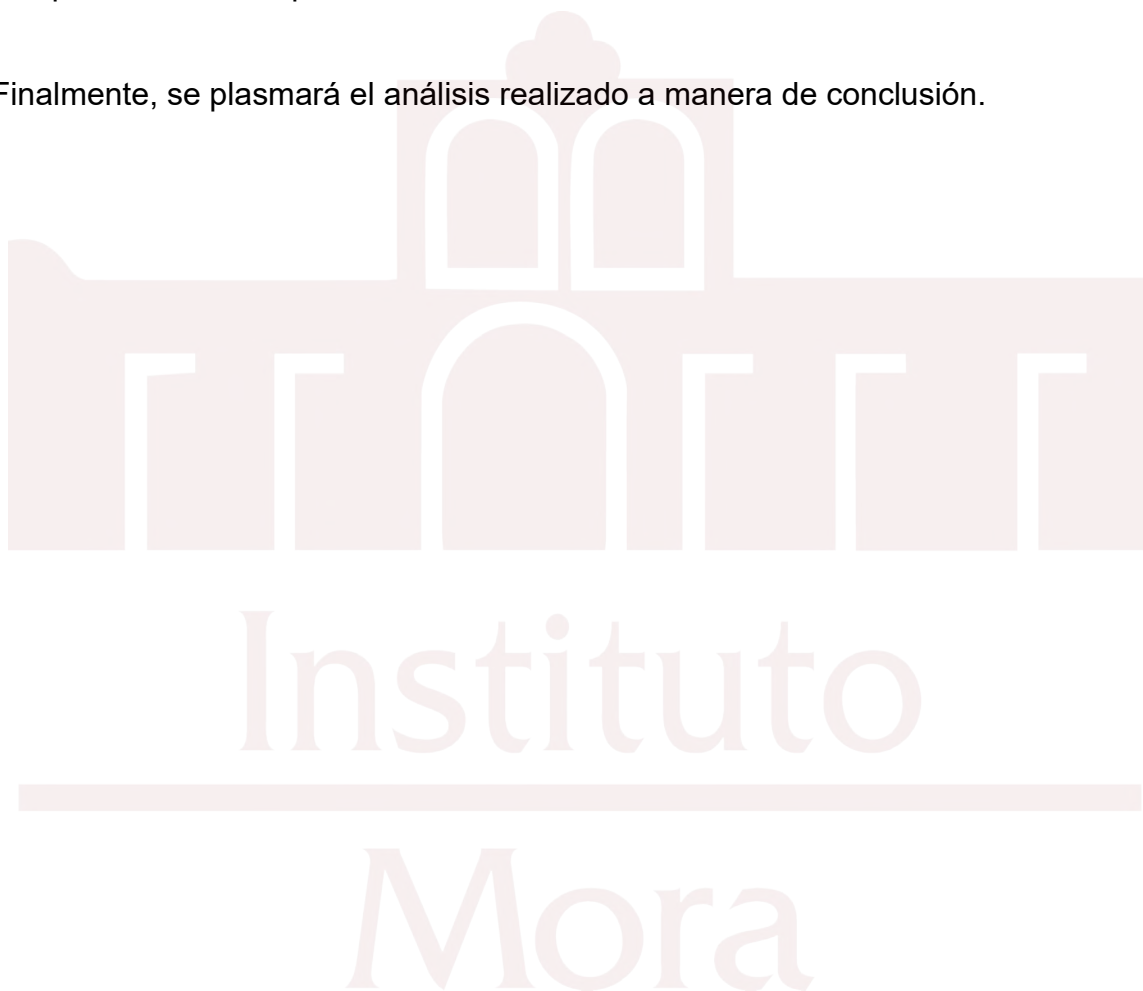 Finalmente, se plasmará el análisis realizado a manera de conclusión.
Instituto
Mora